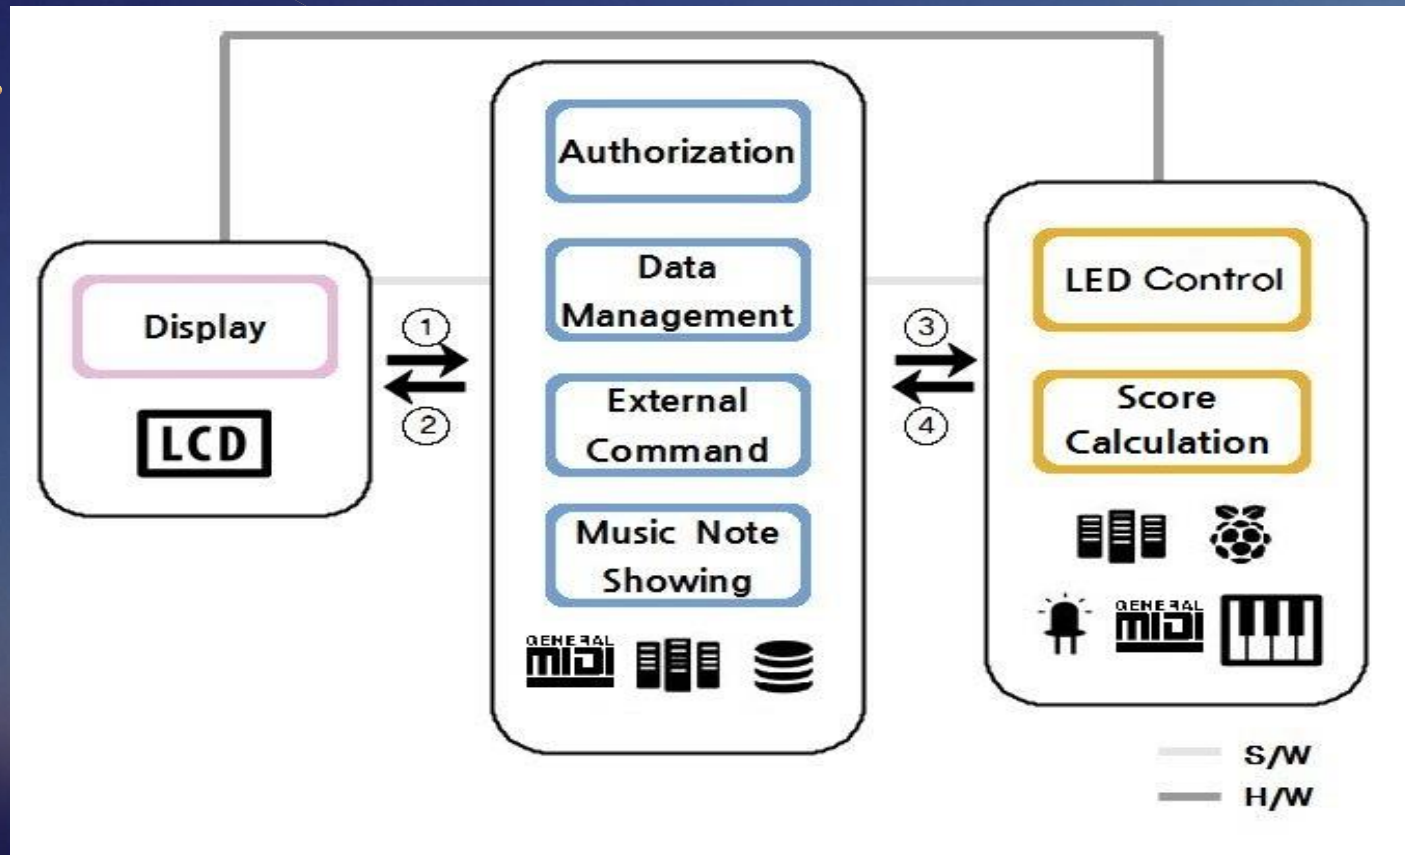 Authorization
Data
Management
External
Command
Music Note
Showing
GENERAL
MIDI
Display
LCD
1
2
3
4
LED Control
Score
Calculation
GENERAL
MIDI
S/W
H/W